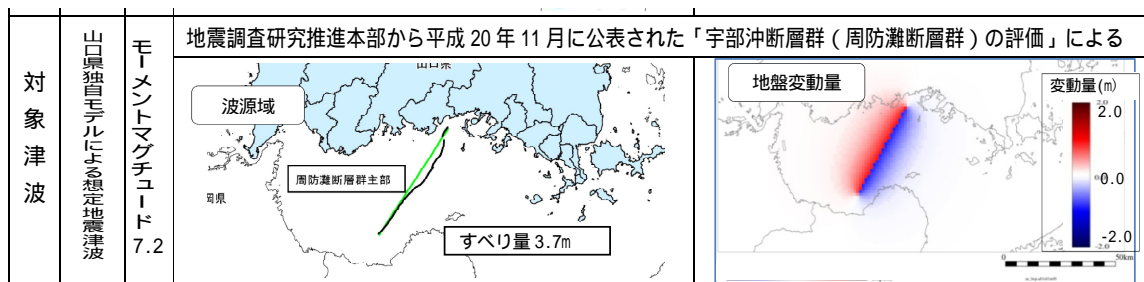 対象津波
山口県独自モデルによる想定地震津波
モーメントマグチュード
7.2
地震調査研究推進本部から平成 20 年 11 月に公表された「宇部沖断層群(周防灘断層群)の評価」による
山口県
波源域
周防灘断層群主部
岡県
すべり量 3.7m
地盤変動量
変動量(m)
2.0
0.0
-2.0
-2.0
0
50km